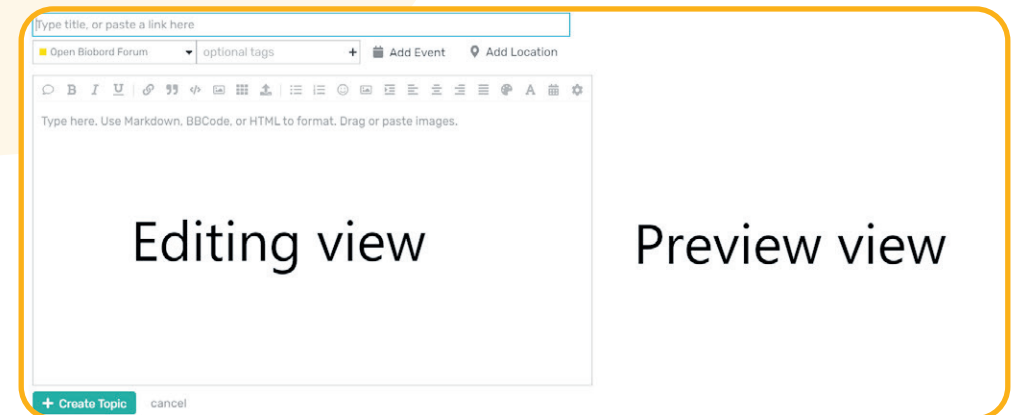 Type title, or paste a link here
Open Biobord Forum optional tags + Add Event Add Location
B I U A
Type here. Use Markdown, BBCode, or HTML to format. Drag or paste images.
Editing view Preview view
+ Create Topic cancel